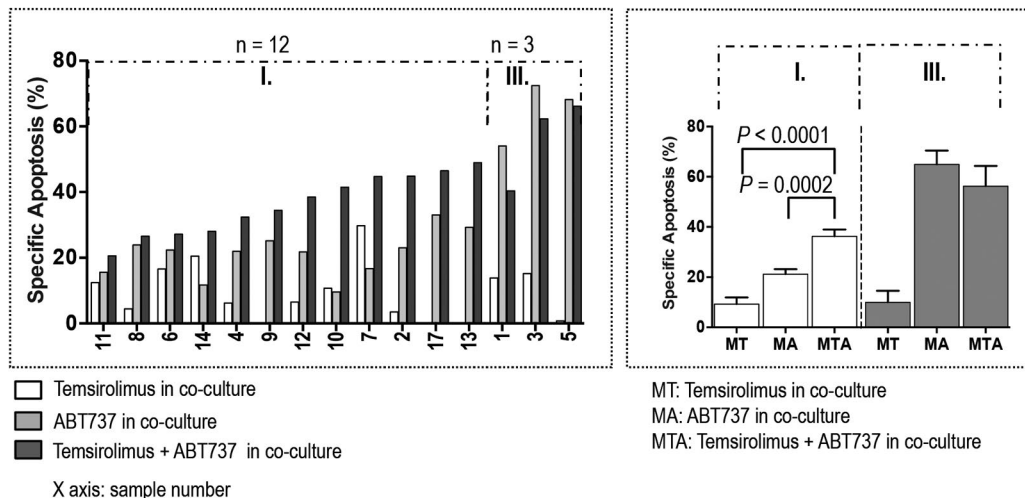 n = 12
n = 3
I.
III.
Specific Apoptosis (%)
80
60
40
20
0
11
8
6
14
4
9
12
10
7
2
17
13
1
3
5
Temsirolimus in co-culture
ABT737 in co-culture
Temsirolimus + ABT737 in co-culture
X axis: sample number
I.
III.
Specific Apoptosis (%)
80
60
40
20
0
P < 0.0001
P = 0.0002
MT
MA
MTA
MT
MA
MTA
MT: Temsirolimus in co-culture
MA: ABT737 in co-culture
MTA: Temsirolimus + ABT737 in co-culture